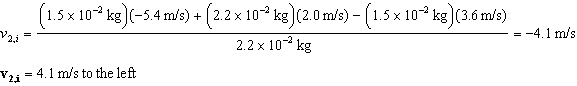 v₂,ᵢ = (1.5 × 10⁻² kg)(−5.4 m/s) + (2.2 × 10⁻² kg)(2.0 m/s) − (1.5 × 10⁻² kg)(3.6 m/s) / 2.2 × 10⁻² kg = −4.1 m/s
v₂,ᵢ = 4.1 m/s to the left